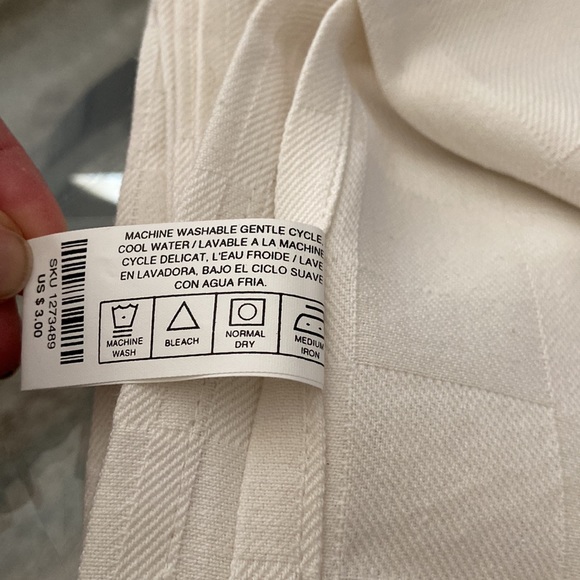 MACHINE WASHABLE GENTLE CYCLE
COOL WATER / LAVABLE A LA MACHINE
CYCLE DELICAT, L'EAU FROIDE / LAVE
EN LAVADORA, BAJO EL CICLO SUAVE
CON AGUA FRIA.
MACHINE
WASH
BLEACH
NORMAL
DRY
MEDIUM
IRON
SKU 1273489
US $ 3.00